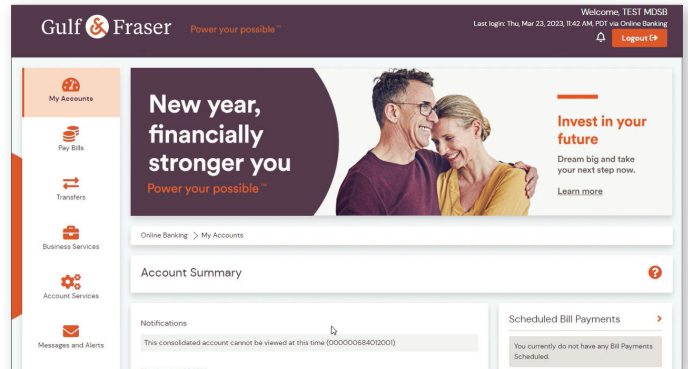 Gulf & Fraser
Power your possible™
Welcome, TEST MDSB
Last login: Thu, Mar 23, 2023, 11:42 AM, PDT via Online Banking
Logout
My Accounts
Pay Bills
Transfers
Business Services
Account Services
Messages and Alerts
New year,
financially
stronger you
Power your possible™
Invest in your
future
Dream big and take
your next step now.
Learn more
Online Banking > My Accounts
Account Summary
?
Notifications
This consolidated account cannot be viewed at this time (000000684012001)
Scheduled Bill Payments >
You currently do not have any Bill Payments
Scheduled.